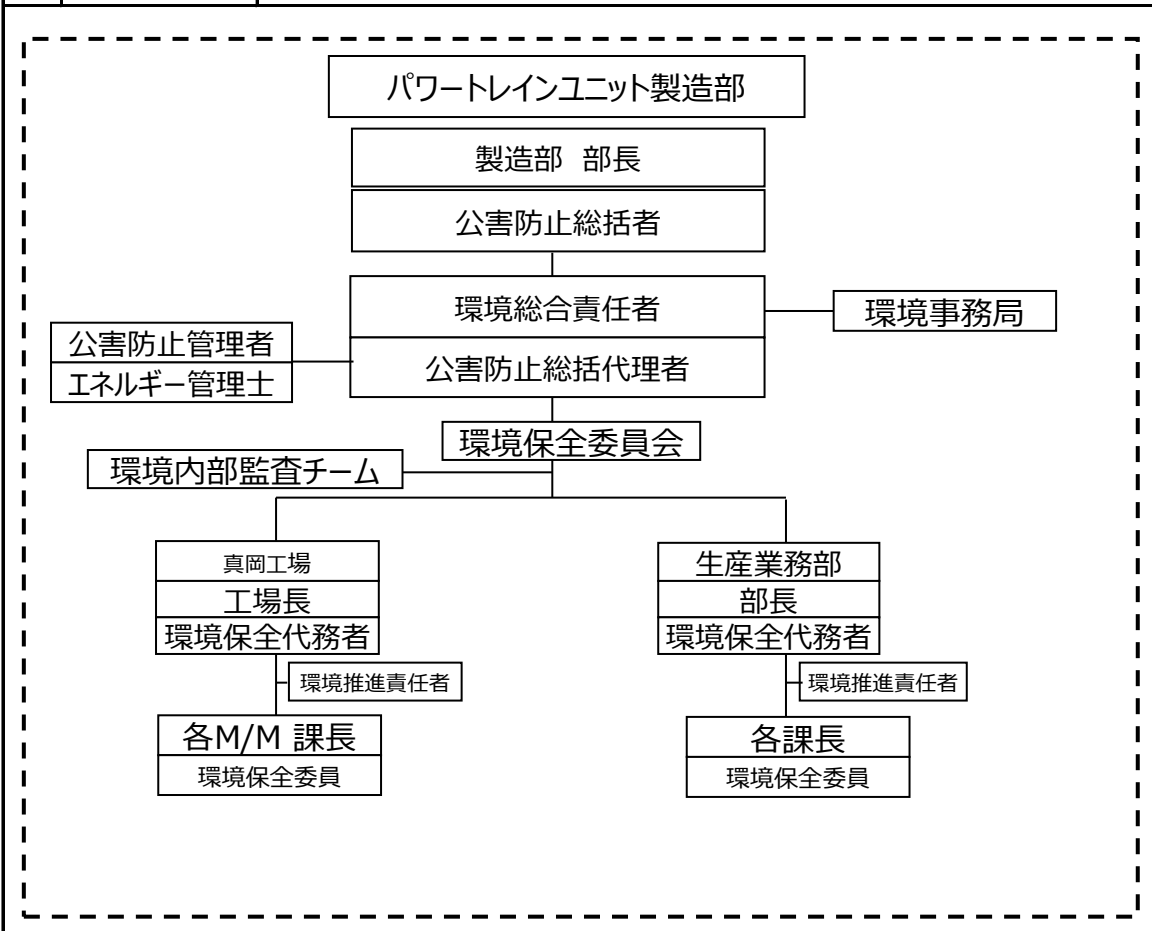 パワートレインユニット製造部
製造部 部長
公害防止総括者
環境総合責任者
環境事務局
公害防止管理者
エネルギー管理士
公害防止総括代理者
環境保全委員会
環境内部監査チーム
真岡工場
工場長
環境保全代務者
環境推進責任者
各M/M 課長
環境保全委員
生産業務部
部長
環境保全代務者
環境推進責任者
各課長
環境保全委員